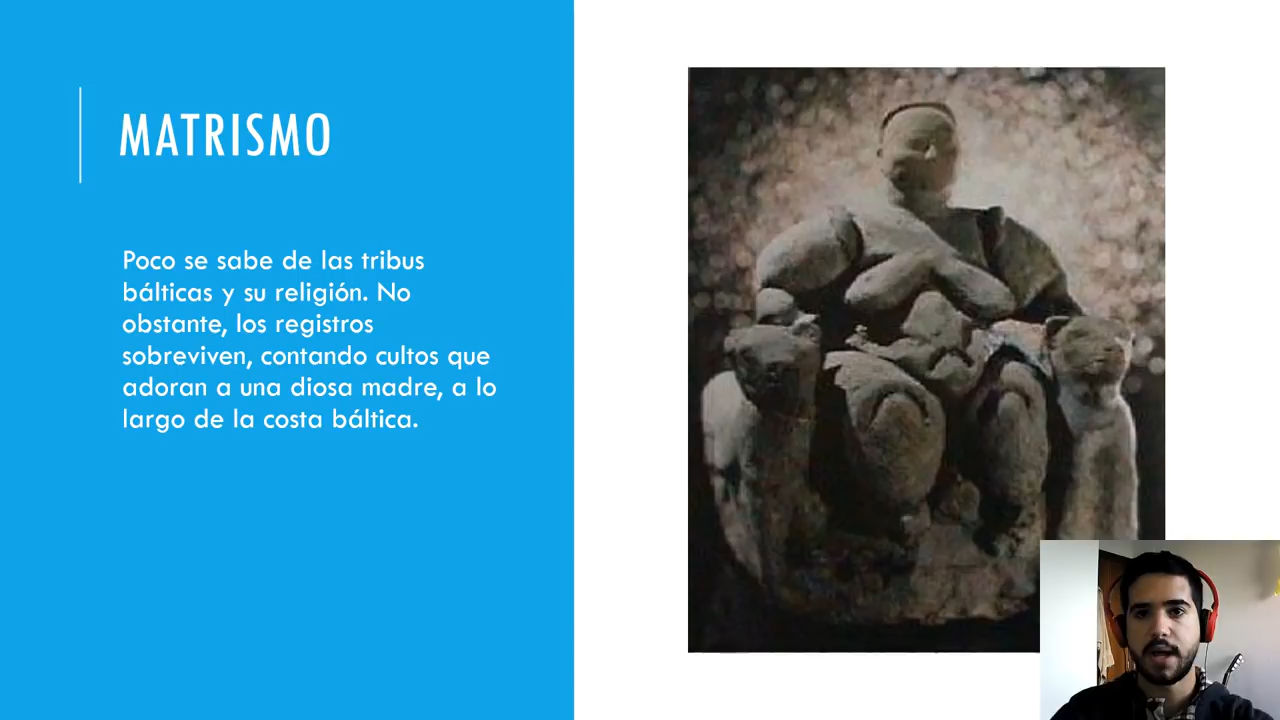 MATRISMO
Poco se sabe de las tribus
bálticas y su religión. No
obstante, los registros
sobreviven, contando cultos que
adoran a una diosa madre, a lo
largo de la costa báltica.